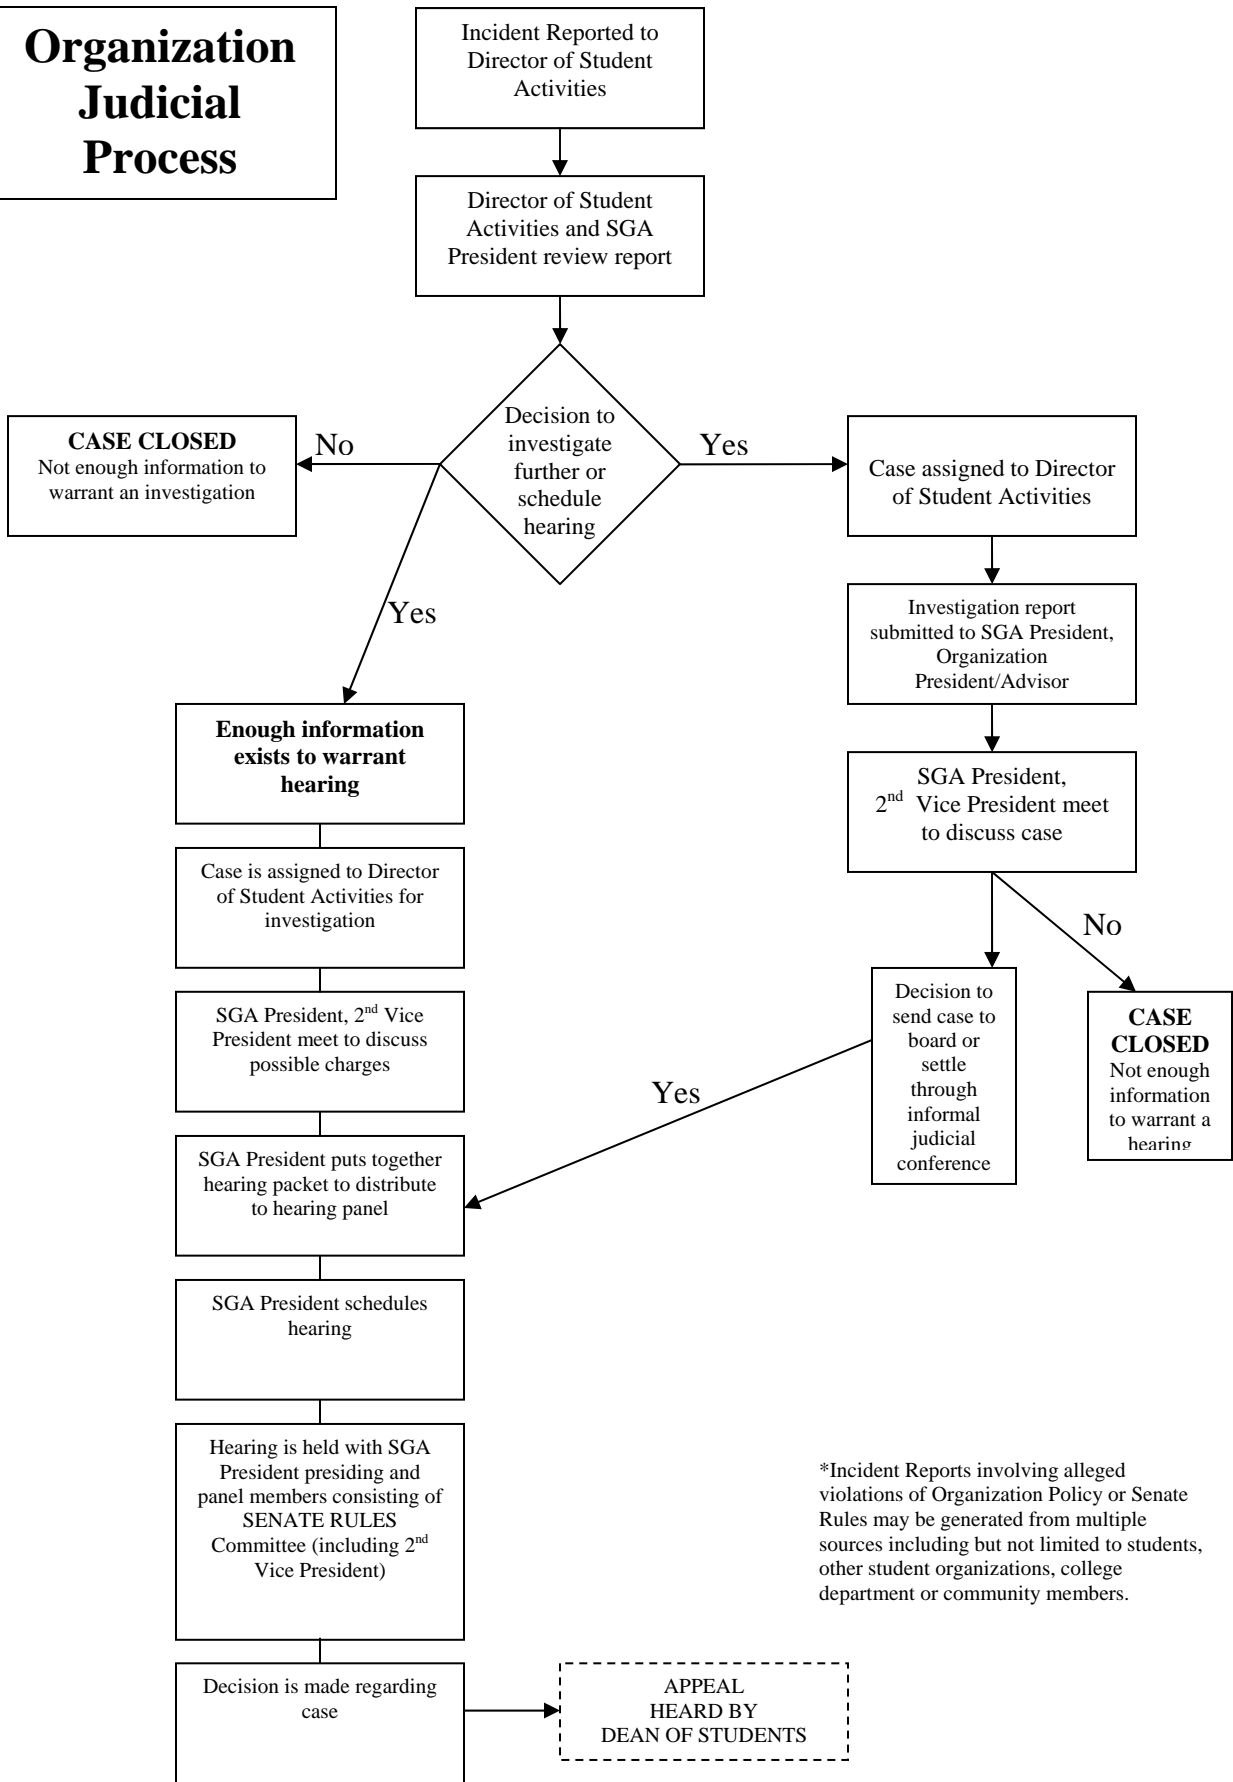 Organization
Judicial
Process
Incident Reported to
Director of Student
Activities
Director of Student
Activities and SGA
President review report
Decision to
investigate
further or
schedule
hearing
No
Yes
Yes
CASE CLOSED
Not enough information to
warrant an investigation
Case assigned to Director
of Student Activities
Investigation report
submitted to SGA President,
Organization
President/Advisor
SGA President,
2nd Vice President meet
to discuss case
No
Decision to
send case to
board or
settle
through
informal
judicial
conference
CASE
CLOSED
Not enough
information
to warrant a
hearing
Yes
Enough information
exists to warrant
hearing
Case is assigned to Director
of Student Activities for
investigation
SGA President, 2nd Vice
President meet to discuss
possible charges
SGA President puts together
hearing packet to distribute
to hearing panel
SGA President schedules
hearing
Hearing is held with SGA
President presiding and
panel members consisting of
SENATE RULES
Committee (including 2nd
Vice President)
Decision is made regarding
case
APPEAL
HEARD BY
DEAN OF STUDENTS
*Incident Reports involving alleged
violations of Organization Policy or Senate
Rules may be generated from multiple
sources including but not limited to students,
other student organizations, college
department or community members.